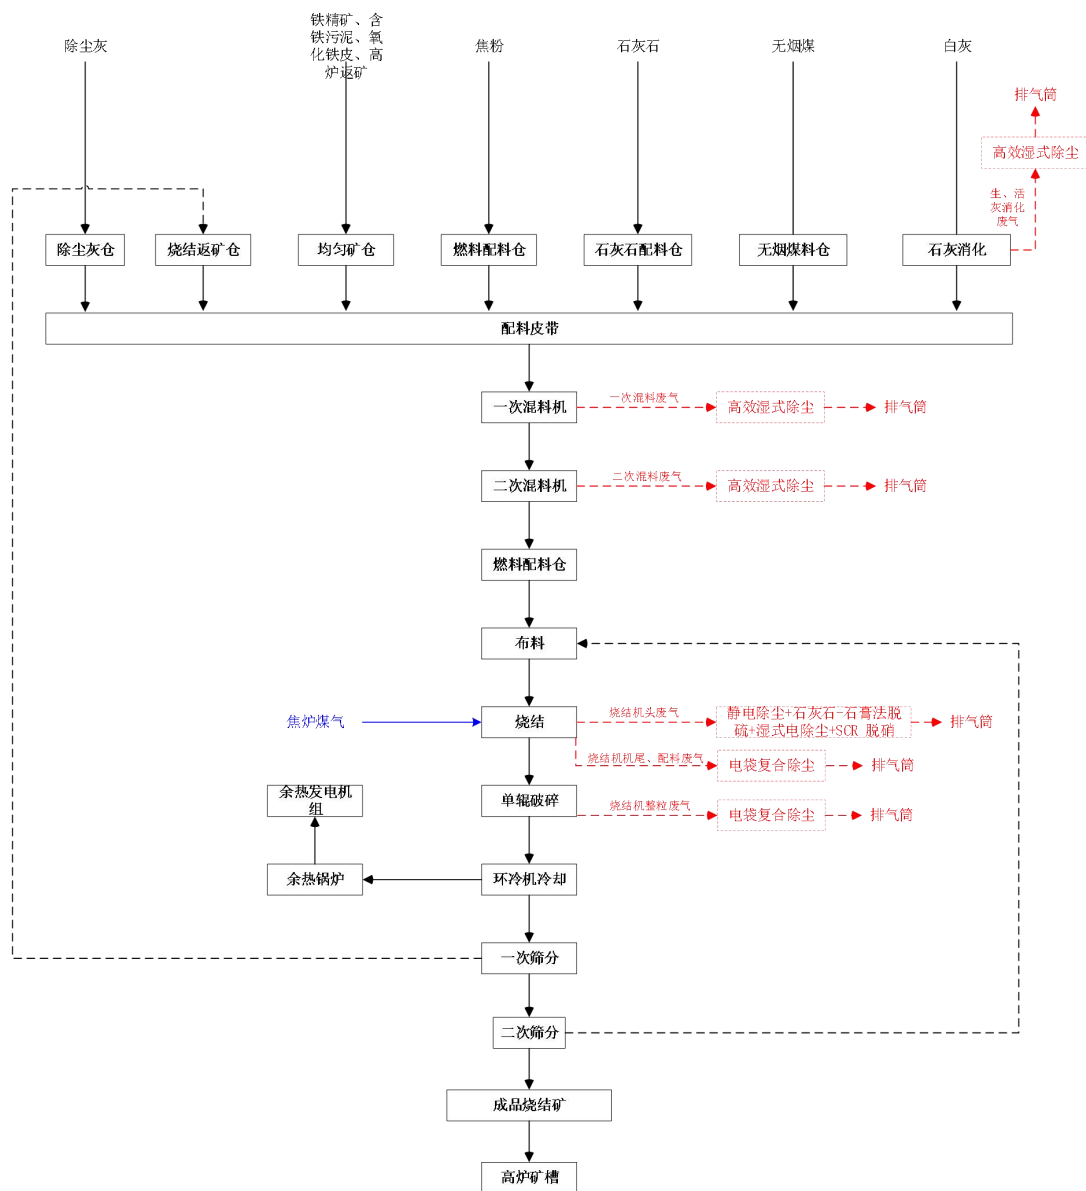 除尘灰
铁精矿、含
铁污泥、氧
化铁皮、高
炉返矿
焦粉
石灰石
无烟煤
白灰
排气筒
高效湿式除尘
生、活
灰消化
废气
除尘灰仓
烧结返矿仓
均匀矿仓
燃料配料仓
石灰石配料仓
无烟煤料仓
石灰消化
配料皮带
一次混料机
一次混料废气
高效湿式除尘
排气筒
二次混料机
二次混料废气
高效湿式除尘
排气筒
燃料配料仓
布料
焦炉煤气
烧结
烧结机头废气
静电除尘+石灰石-石膏法脱
硫+湿式电除尘+SCR 脱硝
排气筒
烧结机机尾、配料废气
电袋复合除尘
排气筒
余热发电机
组
单辊破碎
烧结机整粒废气
电袋复合除尘
排气筒
余热锅炉
环冷机冷却
一次筛分
二次筛分
成品烧结矿
高炉矿槽